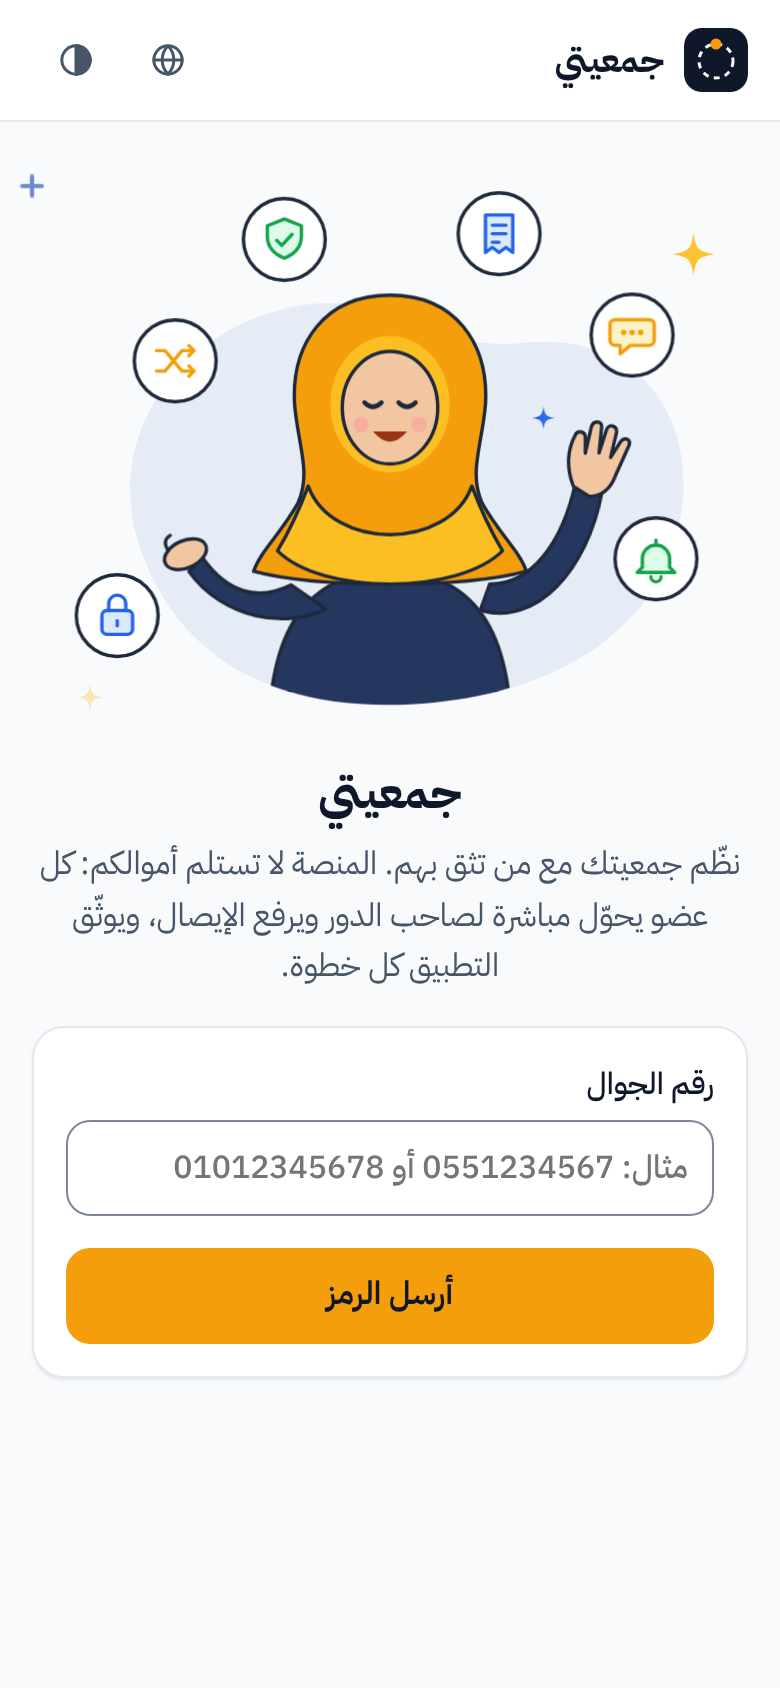 جمعيتي
جمعيتي
نظّم جمعيتك مع من تثق بهم. المنصة لا تستلم أموالكم: كل
عضو يحوّل مباشرة لصاحب الدور ويرفع الإيصال، ويوثّق
التطبيق كل خطوة.
رقم الجوال
مثال: 0551234567 أو 01012345678
أرسل الرمز